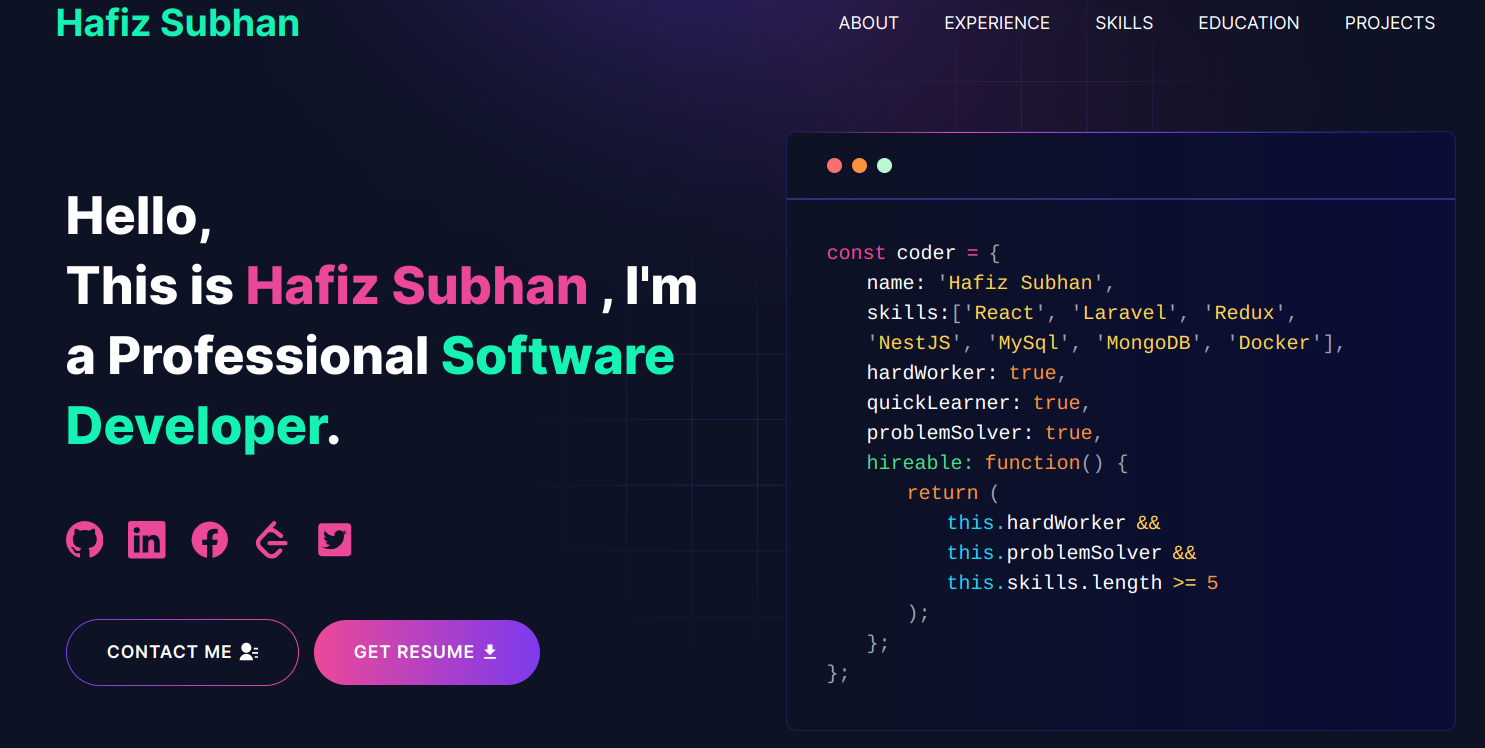 Hafiz Subhan
ABOUT EXPERIENCE SKILLS EDUCATION PROJECTS
Hello,
This is Hafiz Subhan , I'm
a Professional Software
Developer.
CONTACT ME
GET RESUME
const coder = {
name: 'Hafiz Subhan',
skills:['React', 'Laravel', 'Redux',
'NestJS', 'MySql', 'MongoDB', 'Docker'],
hardWorker: true,
quickLearner: true,
problemSolver: true,
hireable: function() {
return (
this.hardWorker &&
this.problemSolver &&
this.skills.length >= 5
);
};
};